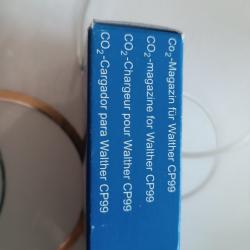 Co₂-Magazin für Walther CP99
CO₂-magazine for Walther CP99
CO₂-Chargeur pour Walther CP99
CO₂-Cargador para Walther CP99